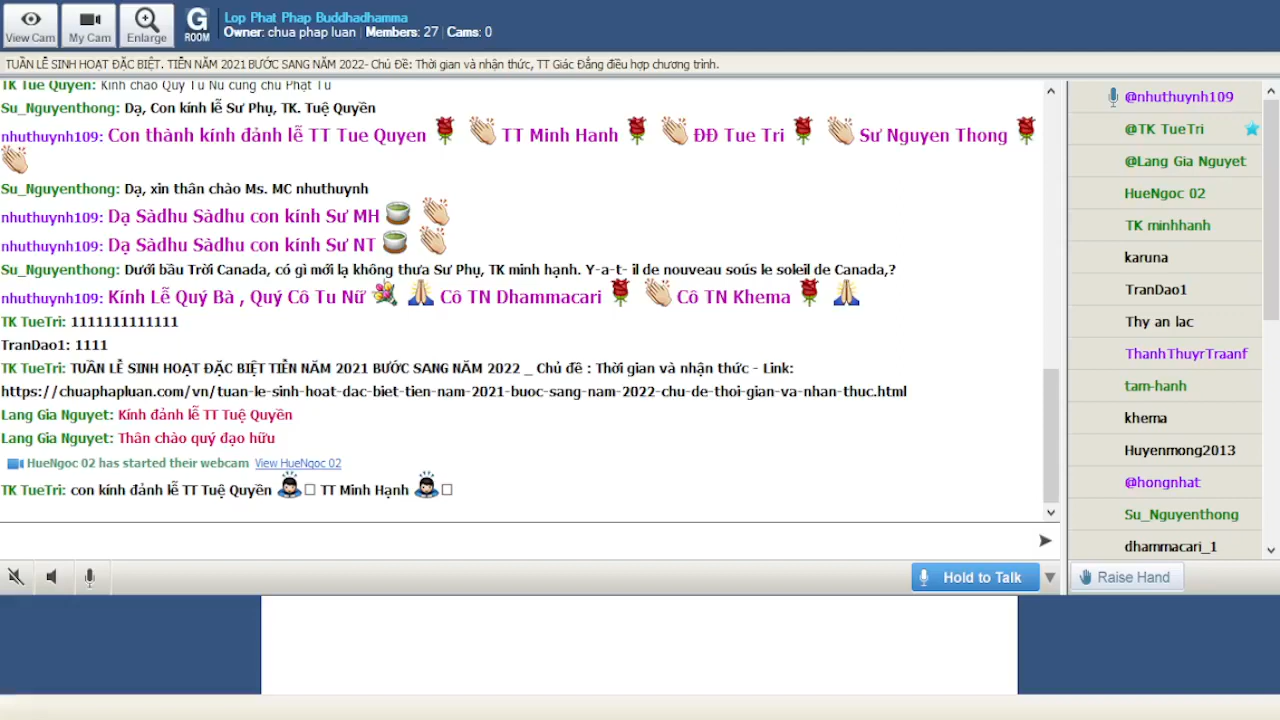 View Cam
My Cam
Enlarge
G
ROOM
Lop Phat Phap Buddhadhamma
Owner: chua phap luan | Members: 27 | Cams: 0
TUẦN LỄ SINH HOẠT ĐẶC BIỆT. TIỄN NĂM 2021 BƯỚC SANG NĂM 2022- Chủ Đề: Thời gian và nhận thức, TT Giác Đẳng điều hợp chương trình.
TK Tue Quyen: Kính chào Quý Tu Nữ cùng chư Phật Tử
Su_Nguyenthong: Dạ, Con kính lễ Sư Phụ, TK. Tuệ Quyền
nhuthuynh109: Con thành kính đảnh lễ TT Tue Quyen TT Minh Hanh ĐĐ Tue Tri Sư Nguyen Thong
Su_Nguyenthong: Dạ, xin thân chào Ms. MC nhuthuynh
nhuthuynh109: Dạ Sàdhu Sàdhu con kính Sư MH
nhuthuynh109: Dạ Sàdhu Sàdhu con kính Sư NT
Su_Nguyenthong: Dưới bầu Trời Canada, có gì mới lạ không thưa Sư Phụ, TK minh hạnh. Y-a-t- il de nouveau soús le soleil de Canada,?
nhuthuynh109: Kính Lễ Quý Bà , Quý Cô Tu Nữ Cô TN Dhammacari Cô TN Khema
TK TueTri: 1111111111111
TranDao1: 1111
TK TueTri: TUẦN LỄ SINH HOẠT ĐẶC BIỆT TIỄN NĂM 2021 BƯỚC SANG NĂM 2022 _ Chủ đề : Thời gian và nhận thức - Link:
https://chuaphapluan.com/vn/tuan-le-sinh-hoat-dac-biet-tien-nam-2021-buoc-sang-nam-2022-chu-de-thoi-gian-va-nhan-thuc.html
Lang Gia Nguyet: Kính đảnh lễ TT Tuệ Quyền
Lang Gia Nguyet: Thân chào quý đạo hữu
HueNgoc 02 has started their webcam View HueNgoc 02
TK TueTri: con kính đảnh lễ TT Tuệ Quyền TT Minh Hạnh
Hold to Talk
@nhuthuynh109
@TK TueTri
@Lang Gia Nguyet
HueNgoc 02
TK minhhanh
karuna
TranDao1
Thy an lac
ThanhThuyrTraanf
tam-hanh
khema
Huyenmong2013
@hongnhat
Su_Nguyenthong
dhammacari_1
Raise Hand